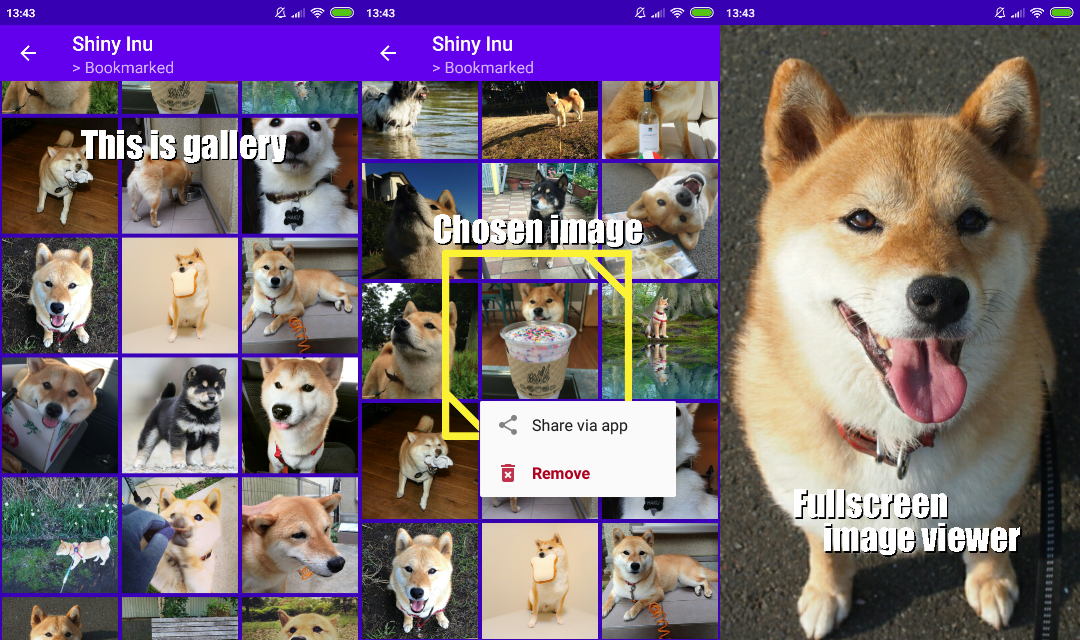 13:43
Shiny Inu
> Bookmarked
This is gallery
13:43
Shiny Inu
> Bookmarked
Chosen image
Share via app
Remove
13:43
Fullscreen
image viewer